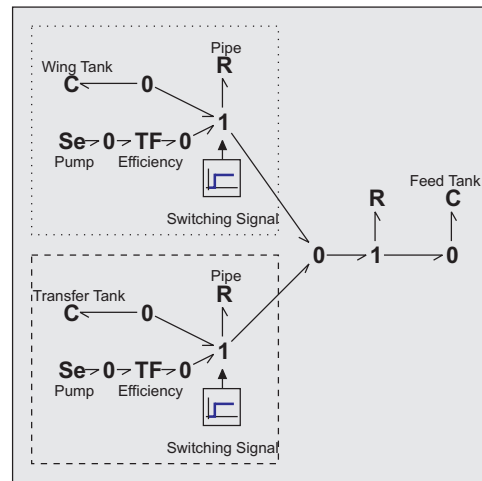 Pipe
Wing Tank
R
C 0
1
Se 0 TF 0
Pump Efficiency
Switching Signal
Feed Tank
R C
0 1 0
Pipe
Transfer Tank
R
C 0
1
Se 0 TF 0
Pump Efficiency
Switching Signal